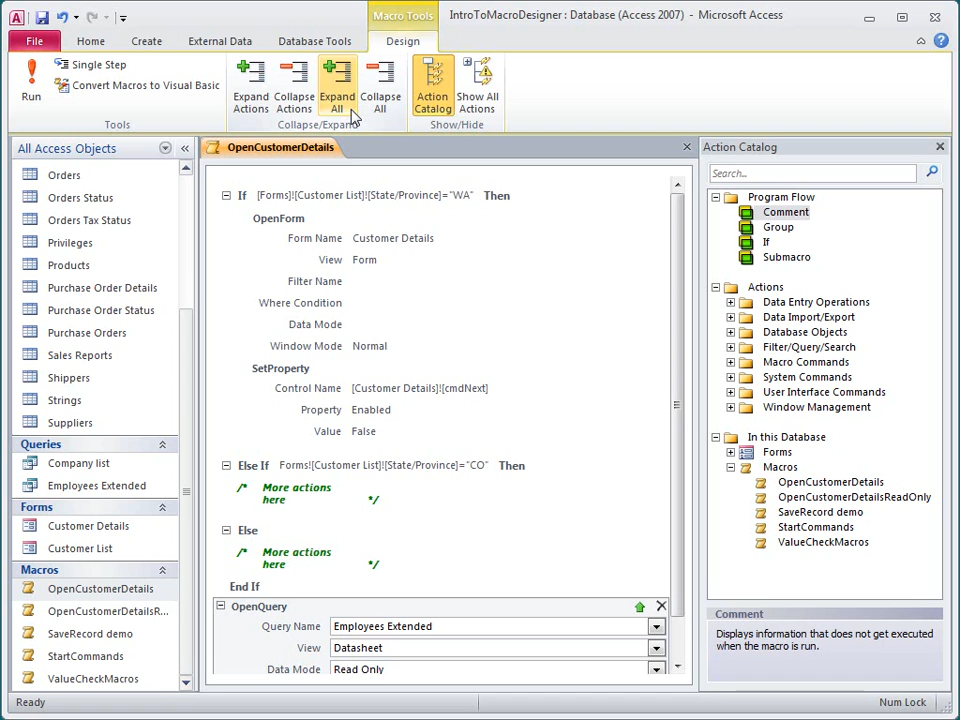 Macro Tools
IntroToMacroDesigner : Database (Access 2007) - Microsoft Access
File
Home
Create
External Data
Database Tools
Design
Run
Single Step
Convert Macros to Visual Basic
Tools
Expand
Actions
Collapse
Actions
Expand
All
Collapse
All
Collapse/Expand
Action
Catalog
Show All
Actions
Show/Hide
All Access Objects
Orders
Orders Status
Orders Tax Status
Privileges
Products
Purchase Order Details
Purchase Order Status
Purchase Orders
Sales Reports
Shippers
Strings
Suppliers
Queries
Company list
Employees Extended
Forms
Customer Details
Customer List
Macros
OpenCustomerDetails
OpenCustomerDetailsR...
SaveRecord demo
StartCommands
ValueCheckMacros
OpenCustomerDetails
If [Forms]![Customer List]![State/Province]="WA" Then
OpenForm
Form Name Customer Details
View Form
Filter Name
Where Condition
Data Mode
Window Mode Normal
SetProperty
Control Name [Customer Details]![cmdNext]
Property Enabled
Value False
Else If Forms![Customer List]![State/Province]="CO" Then
/* More actions
here */
Else
/* More actions
here */
End If
OpenQuery
Query Name Employees Extended
View Datasheet
Data Mode Read Only
Action Catalog
Search...
Program Flow
Comment
Group
If
Submacro
Actions
Data Entry Operations
Data Import/Export
Database Objects
Filter/Query/Search
Macro Commands
System Commands
User Interface Commands
Window Management
In this Database
Forms
Macros
OpenCustomerDetails
OpenCustomerDetailsReadOnly
SaveRecord demo
StartCommands
ValueCheckMacros
Comment
Displays information that does not get executed
when the macro is run.
Ready
Num Lock